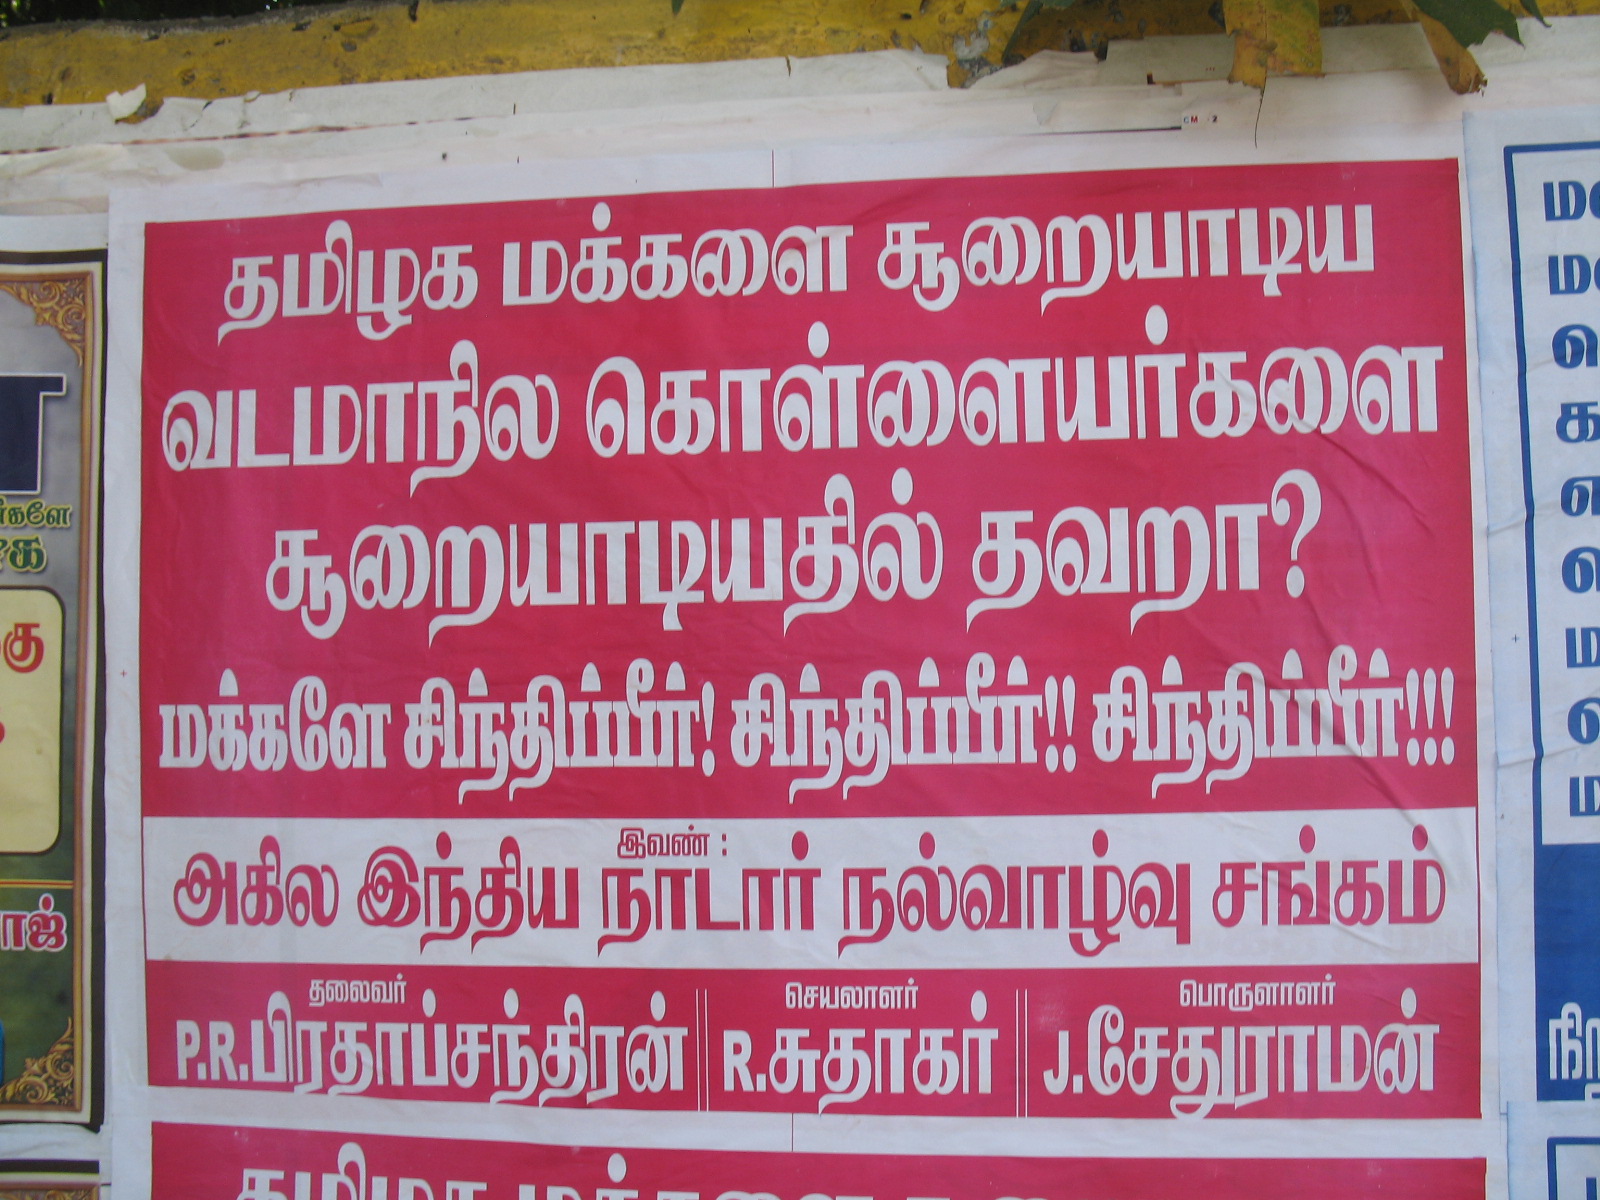 தமிழக மக்களை சூறையாடிய
வடமாநில கொள்ளையர்களை
சூறையாடியதில் தவறா?
மக்களே சிந்திப்பீர்! சிந்திப்பீர்!! சிந்திப்பீர்!!!
இவண் :
அகில இந்திய நாடார் நல்வாழ்வு சங்கம்
தலைவர்
P.R.பிரதாப்சந்திரன்
செயலாளர்
R.சுதாகர்
பொருளாளர்
J.சேதுராமன்